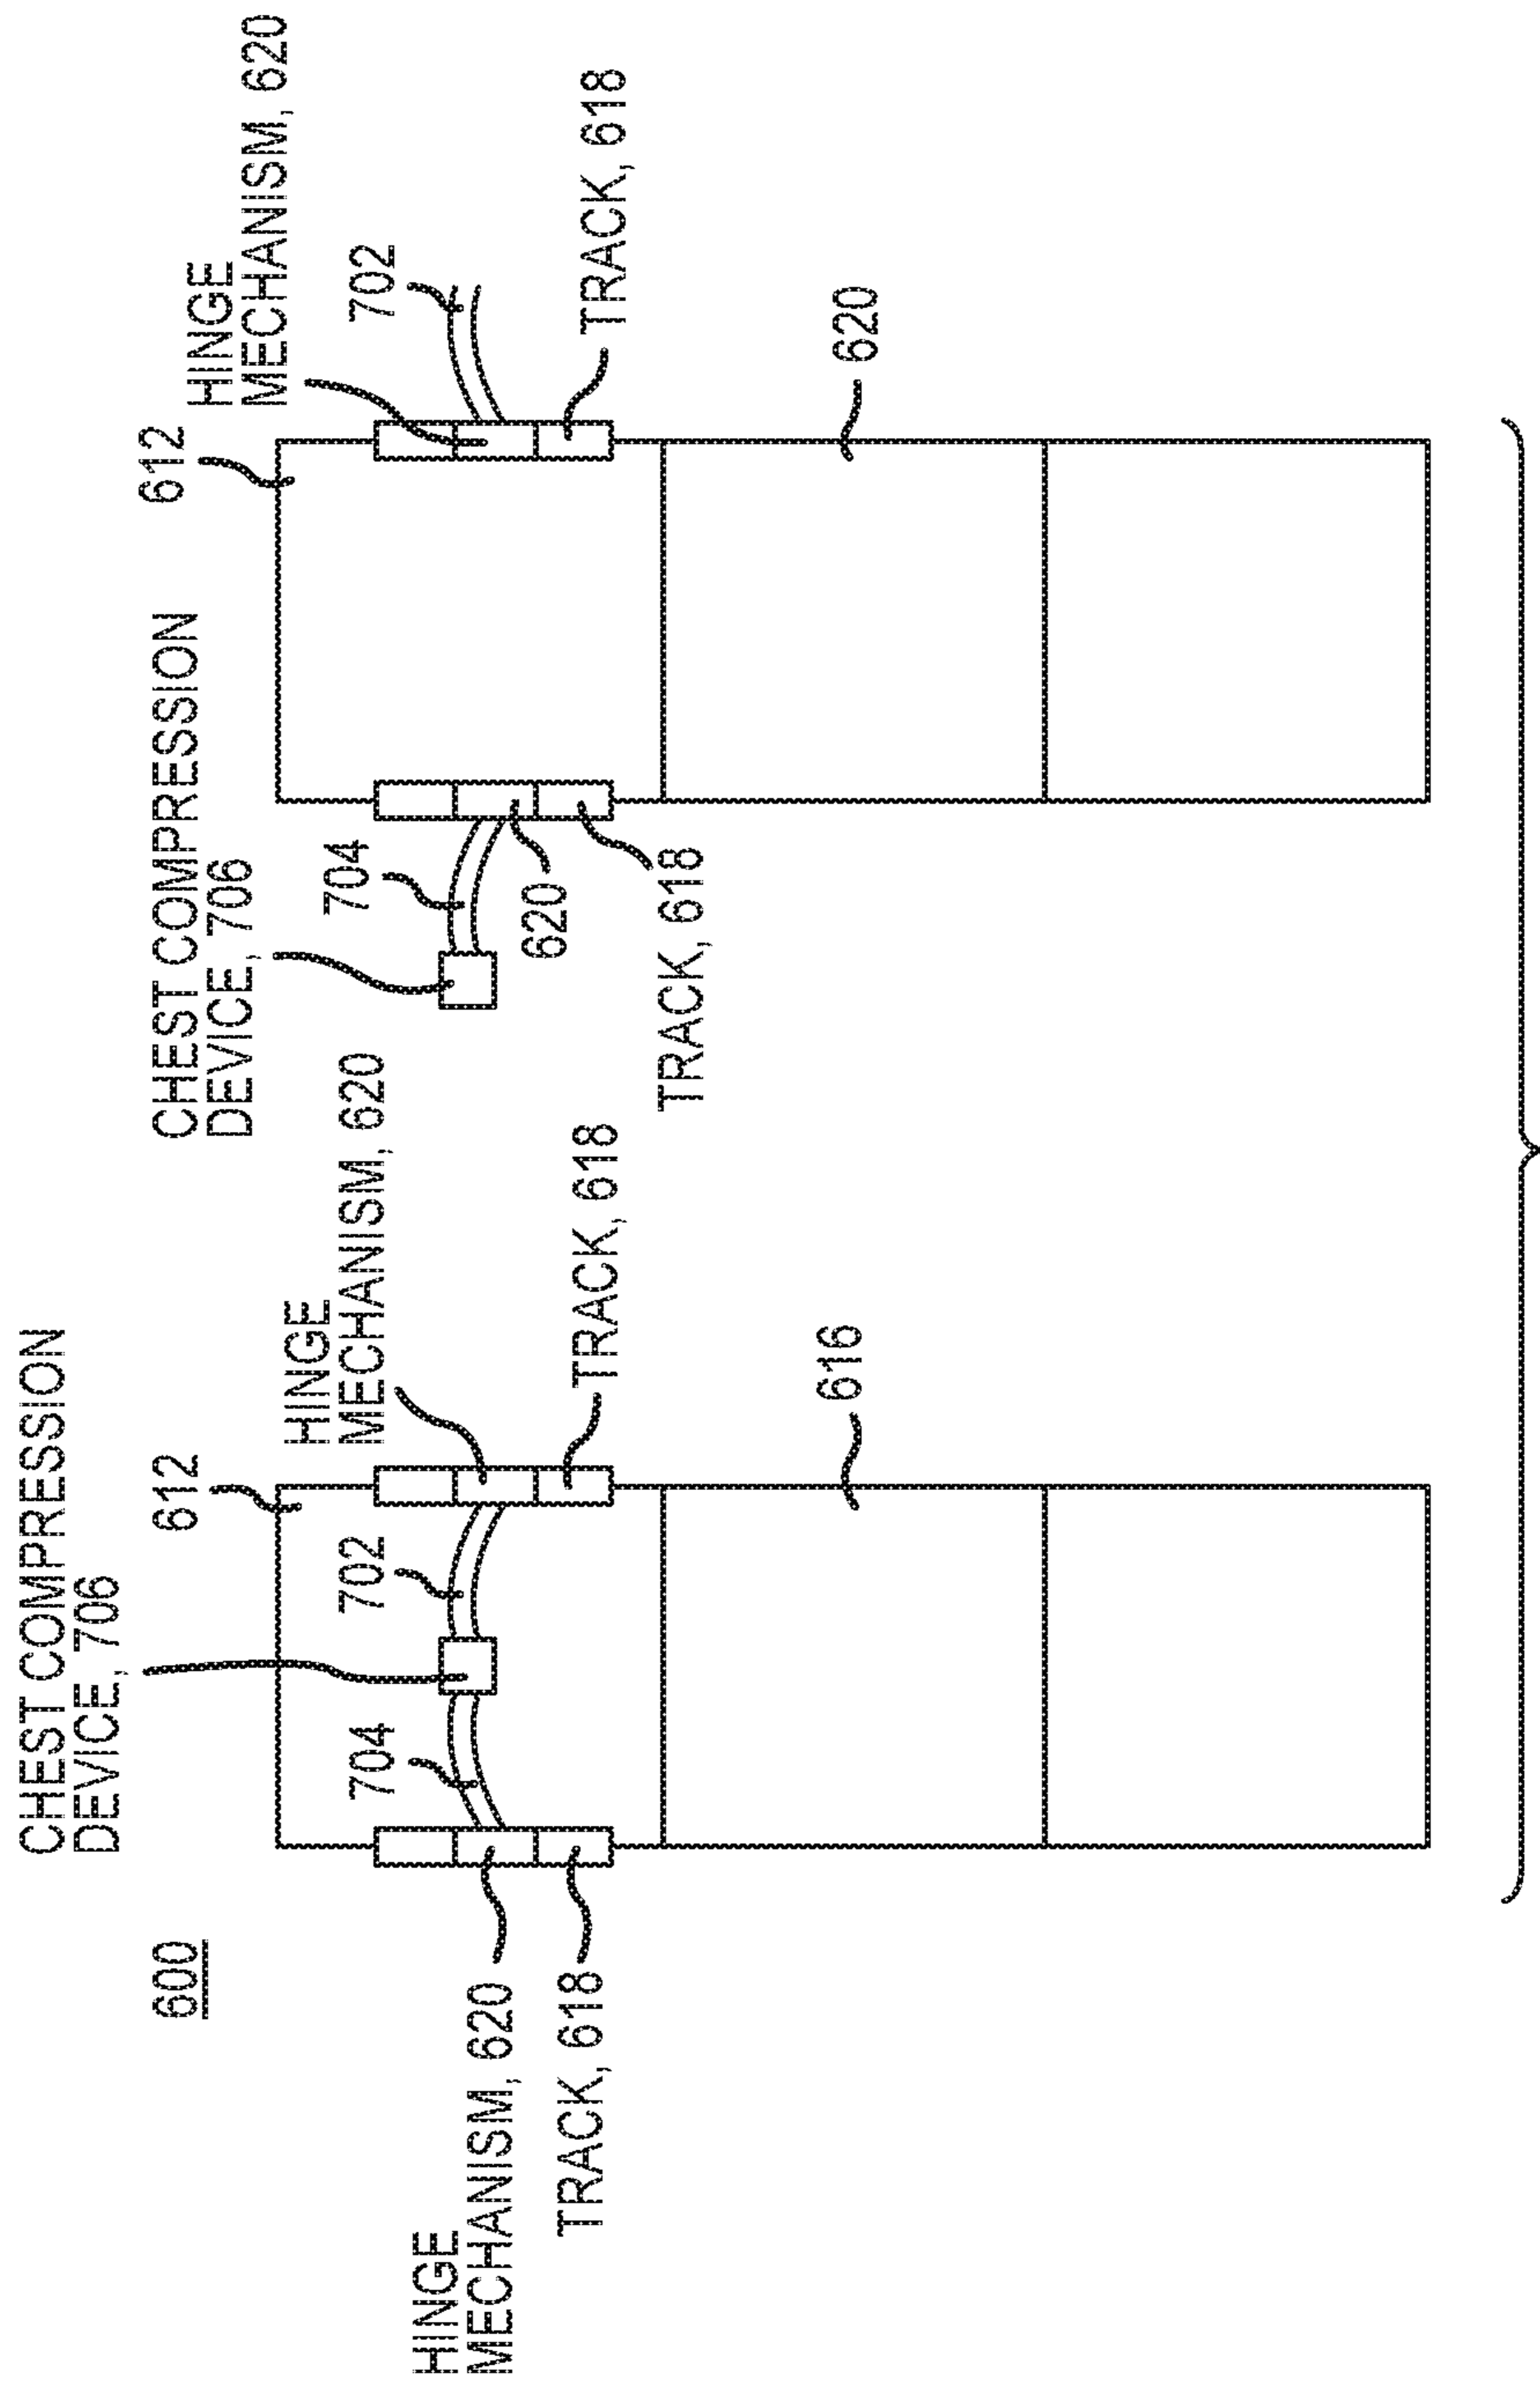 600
CHEST COMPRESSION
DEVICE, 706
612
HINGE
MECHANISM, 620
TRACK, 618
704
702
HINGE
MECHANISM, 620
TRACK, 618
616
CHEST COMPRESSION
DEVICE, 706
704
620
TRACK, 618
612
HINGE
MECHANISM, 620
702
TRACK, 618
620